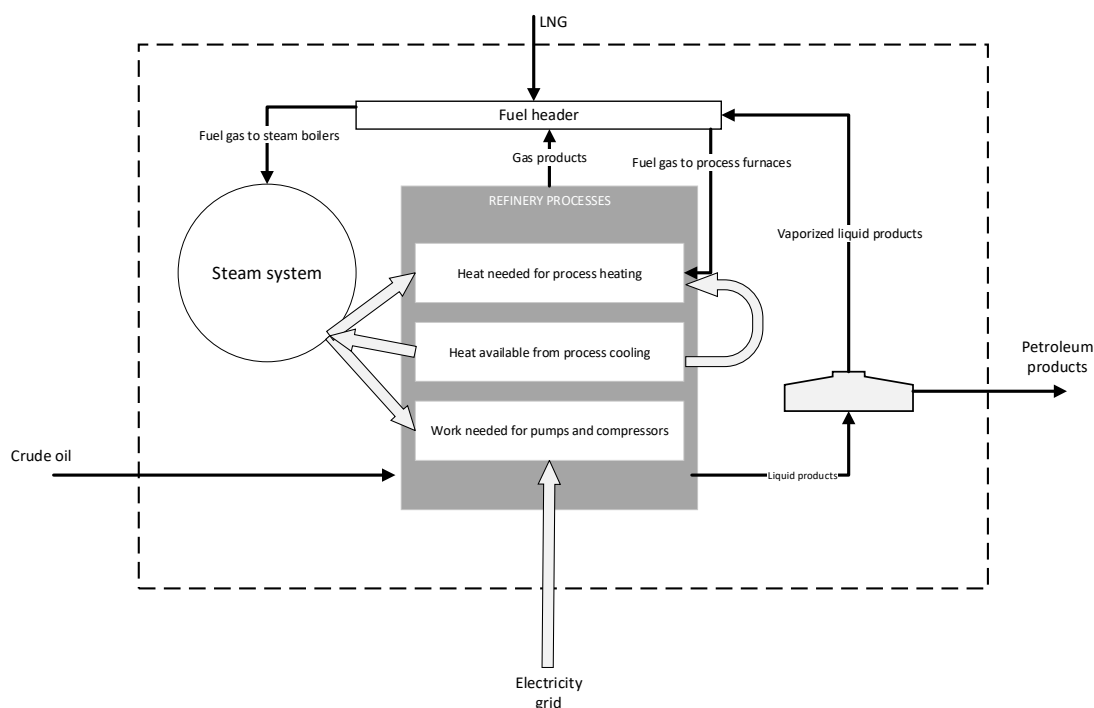 LNG
Fuel header
Fuel gas to steam boilers
Gas products
Fuel gas to process furnaces
REFINERY PROCESSES
Vaporized liquid products
Steam system
Heat needed for process heating
Heat available from process cooling
Petroleum
products
Work needed for pumps and compressors
Crude oil
Liquid products
Electricity
grid